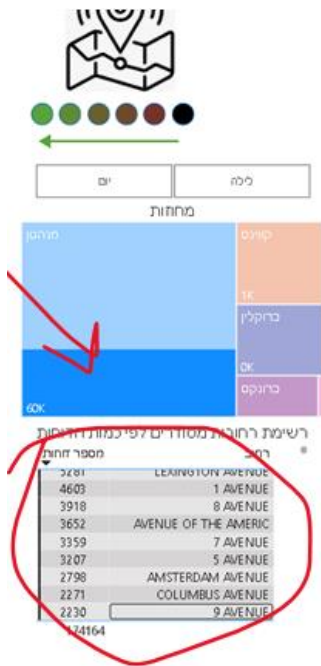 לילה יום
מחוזות
מנהטן קווינס
1K
ברוקלין
0K
ברונקס
60K
רשימת רחובות מסודרים לפי כמות הדוחות
רחוב מספר דוחות
LEXINGTON AVENUE 5281
1 AVENUE 4603
8 AVENUE 3918
AVENUE OF THE AMERIC 3652
7 AVENUE 3359
5 AVENUE 3207
AMSTERDAM AVENUE 2798
COLUMBUS AVENUE 2271
9 AVENUE 2230
174164